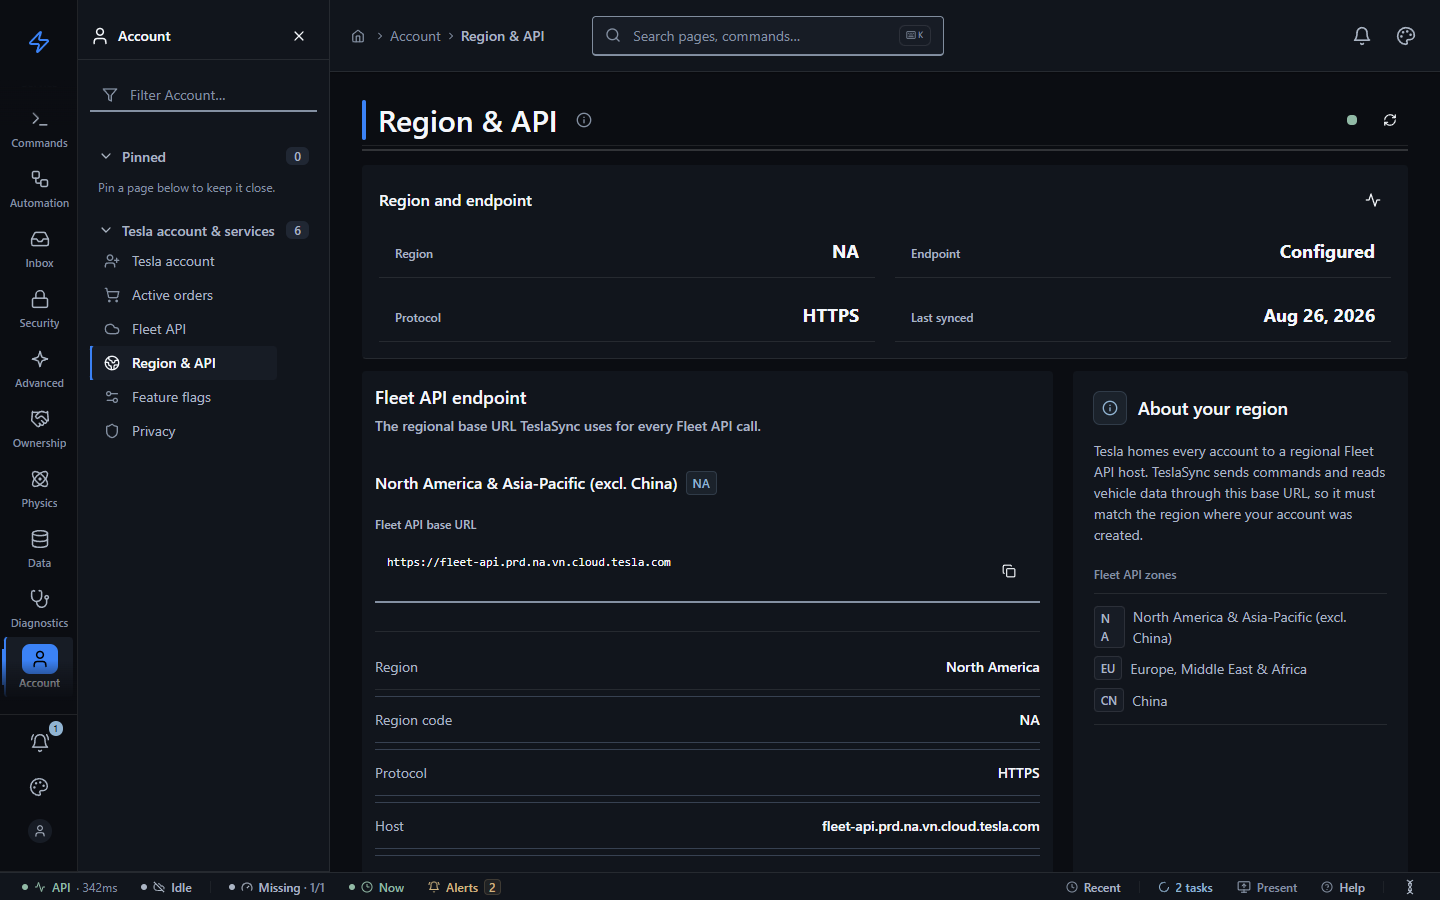 Account
Account
Region & API
Search pages, commands...
K
Filter Account...
Commands
Automation
Inbox
Security
Advanced
Ownership
Physics
Data
Diagnostics
Account
1
Pinned
0
Pin a page below to keep it close.
Tesla account & services
6
Tesla account
Active orders
Fleet API
Region & API
Feature flags
Privacy
Region & API
Region and endpoint
Region
NA
Endpoint
Configured
Protocol
HTTPS
Last synced
Aug 26, 2026
Fleet API endpoint
The regional base URL TeslaSync uses for every Fleet API call.
North America & Asia-Pacific (excl. China)
NA
Fleet API base URL
https://fleet-api.prd.na.vn.cloud.tesla.com
Region
North America
Region code
NA
Protocol
HTTPS
Host
fleet-api.prd.na.vn.cloud.tesla.com
About your region
Tesla homes every account to a regional Fleet
API host. TeslaSync sends commands and reads
vehicle data through this base URL, so it must
match the region where your account was
created.
Fleet API zones
N
A
North America & Asia-Pacific (excl.
China)
EU
Europe, Middle East & Africa
CN
China
API · 342ms
Idle
Missing · 1/1
Now
Alerts 2
Recent
2 tasks
Present
Help